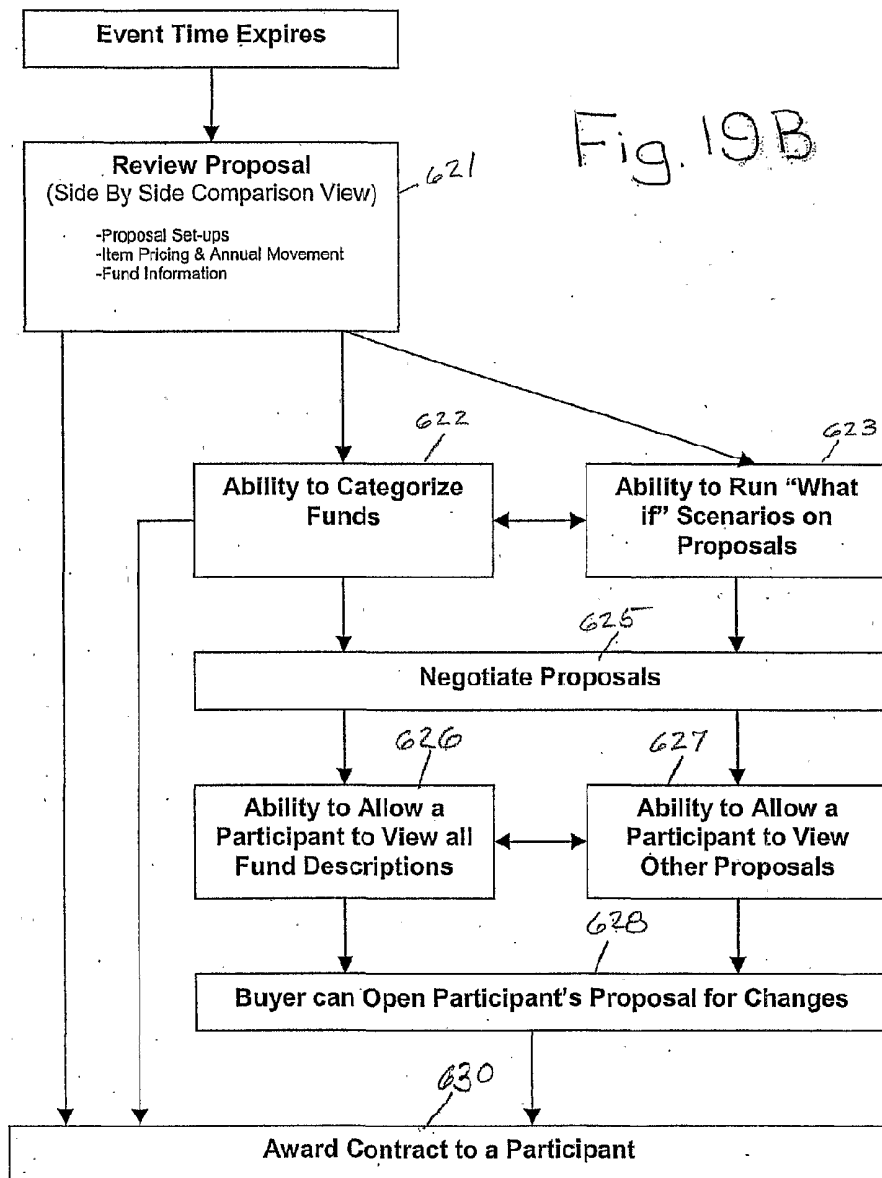 Event Time Expires
Fig. 19B
Review Proposal
(Side By Side Comparison View)
621
-Proposal Set-ups
-Item Pricing & Annual Movement
-Fund Information
622
623
Ability to Categorize
Funds
Ability to Run “What
if” Scenarios on
Proposals
625
Negotiate Proposals
626
627
Ability to Allow a
Participant to View all
Fund Descriptions
Ability to Allow a
Participant to View
Other Proposals
628
Buyer can Open Participant's Proposal for Changes
630
Award Contract to a Participant